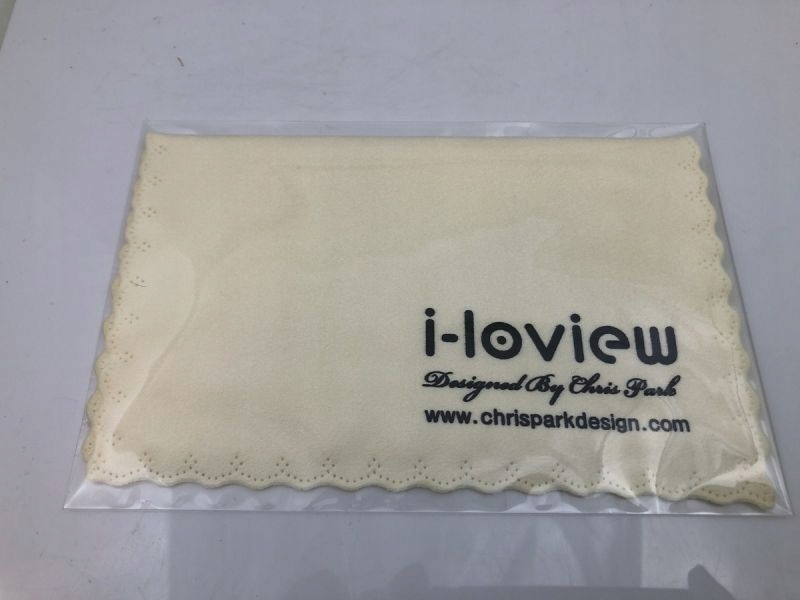 i-loview
Designed By Chris Park
www.chrisparkdesign.com